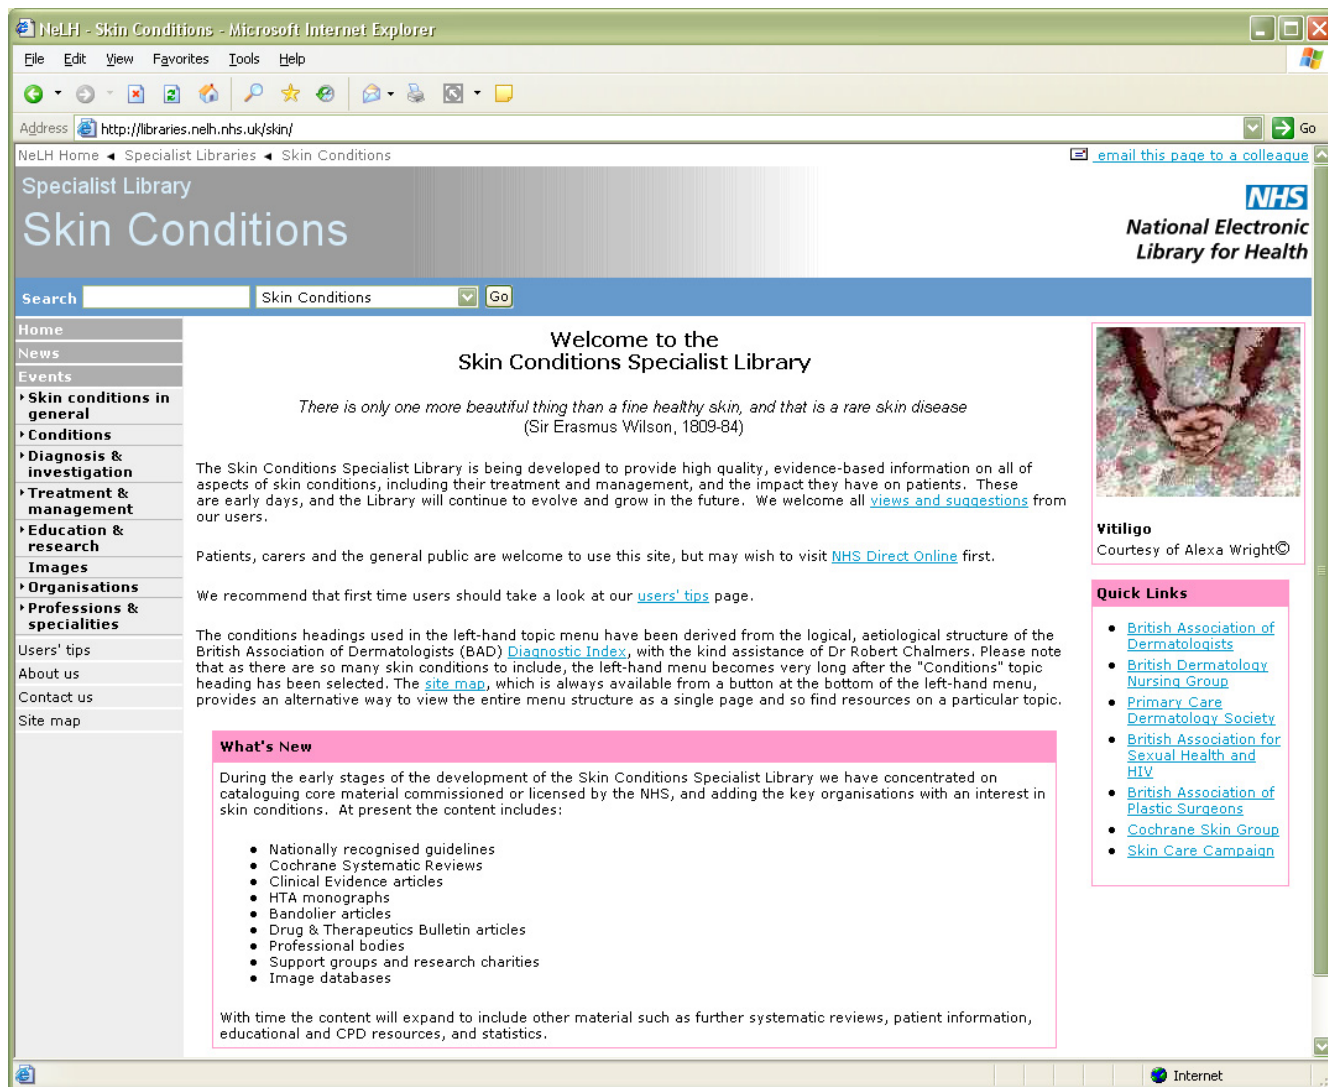 NeLH - Skin Conditions - Microsoft Internet Explorer
File Edit View Favorites Tools Help
Address http://libraries.nelh.nhs.uk/skin/ Go
NeLH Home ◄ Specialist Libraries ◄ Skin Conditions
email this page to a colleague
Specialist Library
Skin Conditions
NHS
National Electronic
Library for Health
Search Skin Conditions Go
Home
News
Events
Skin conditions in
general
Conditions
Diagnosis &
investigation
Treatment &
management
Education &
research
Images
Organisations
Professions &
specialities
Users' tips
About us
Contact us
Site map
Welcome to the
Skin Conditions Specialist Library
There is only one more beautiful thing than a fine healthy skin, and that is a rare skin disease
(Sir Erasmus Wilson, 1809-84)
The Skin Conditions Specialist Library is being developed to provide high quality, evidence-based information on all of
aspects of skin conditions, including their treatment and management, and the impact they have on patients. These
are early days, and the Library will continue to evolve and grow in the future. We welcome all views and suggestions from
our users.
Patients, carers and the general public are welcome to use this site, but may wish to visit NHS Direct Online first.
We recommend that first time users should take a look at our users' tips page.
The conditions headings used in the left-hand topic menu have been derived from the logical, aetiological structure of the
British Association of Dermatologists (BAD) Diagnostic Index, with the kind assistance of Dr Robert Chalmers. Please note
that as there are so many skin conditions to include, the left-hand menu becomes very long after the "Conditions" topic
heading has been selected. The site map, which is always available from a button at the bottom of the left-hand menu,
provides an alternative way to view the entire menu structure as a single page and so find resources on a particular topic.
What's New
During the early stages of the development of the Skin Conditions Specialist Library we have concentrated on
cataloguing core material commissioned or licensed by the NHS, and adding the key organisations with an interest in
skin conditions. At present the content includes:
● Nationally recognised guidelines
● Cochrane Systematic Reviews
● Clinical Evidence articles
● HTA monographs
● Bandolier articles
● Drug & Therapeutics Bulletin articles
● Professional bodies
● Support groups and research charities
● Image databases
With time the content will expand to include other material such as further systematic reviews, patient information,
educational and CPD resources, and statistics.
Vitiligo
Courtesy of Alexa Wright©
Quick Links
● British Association of
Dermatologists
● British Dermatology
Nursing Group
● Primary Care
Dermatology Society
● British Association for
Sexual Health and
HIV
● British Association of
Plastic Surgeons
● Cochrane Skin Group
● Skin Care Campaign
Internet